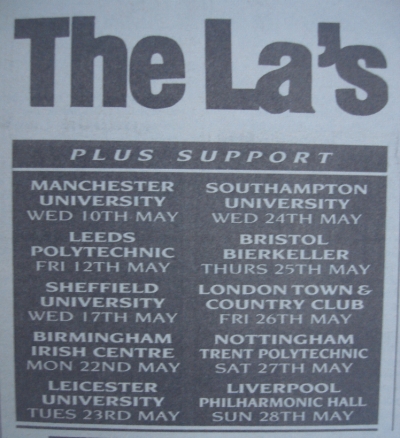 The La's
PLUS SUPPORT
MANCHESTER
UNIVERSITY
WED 10TH MAY
LEEDS
POLYTECHNIC
FRI 12TH MAY
SHEFFIELD
UNIVERSITY
WED 17TH MAY
BIRMINGHAM
IRISH CENTRE
MON 22ND MAY
LEICESTER
UNIVERSITY
TUES 23RD MAY
SOUTHAMPTON
UNIVERSITY
WED 24TH MAY
BRISTOL
BIERKELLER
THURS 25TH MAY
LONDON TOWN &
COUNTRY CLUB
FRI 26TH MAY
NOTTINGHAM
TRENT POLYTECHNIC
SAT 27TH MAY
LIVERPOOL
PHILHARMONIC HALL
SUN 28TH MAY